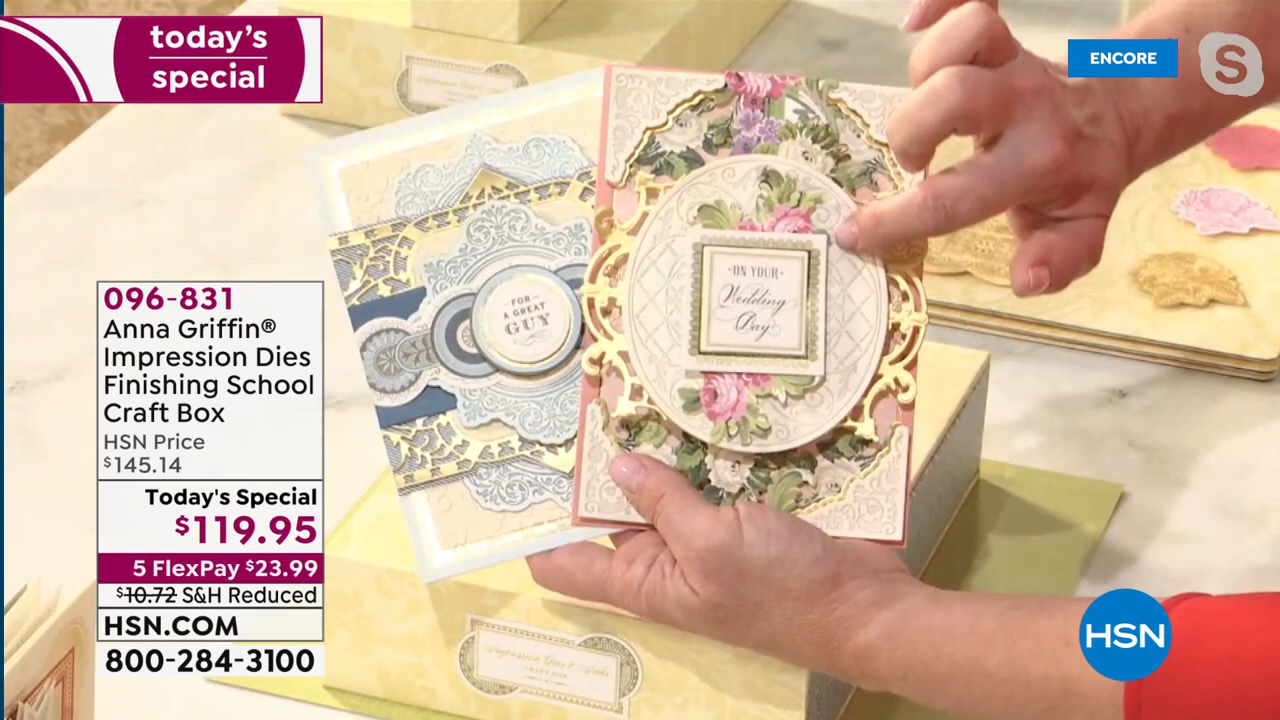 today's
special
ENCORE
S
096-831
Anna Griffin®
Impression Dies
Finishing School
Craft Box
HSN Price
$145.14
Today's Special
$119.95
5 FlexPay $23.99
$10.72 S&H Reduced
HSN.COM
800-284-3100
-FOR-
A GREAT
GUY
-ON YOUR-
Wedding
Day
HSN